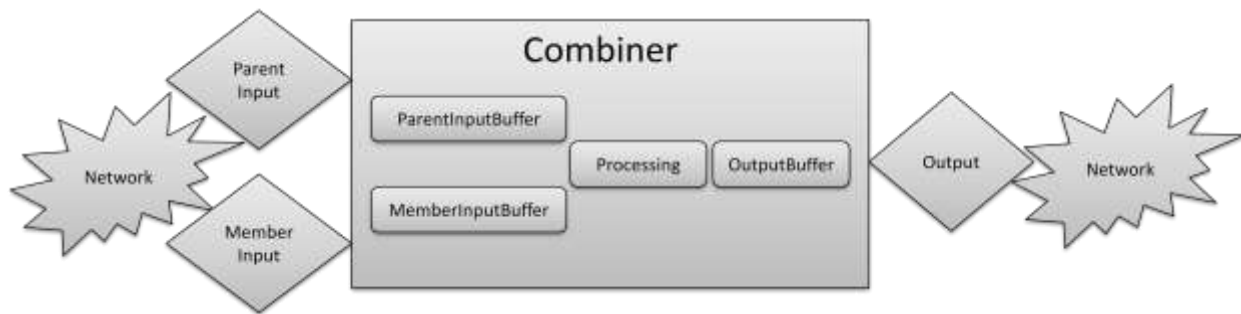 Combiner
Parent
Input
ParentInputBuffer
Network
Processing
OutputBuffer
Output
Network
MemberInputBuffer
Member
Input